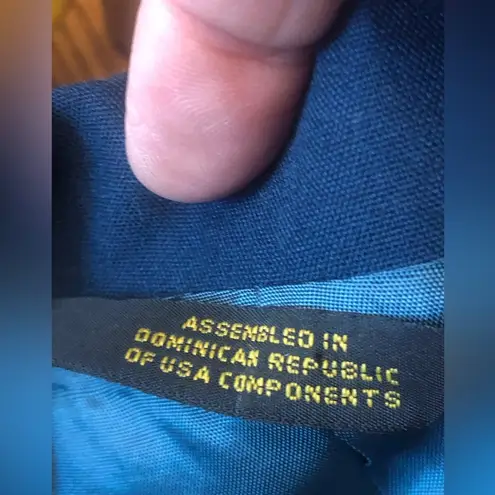 ASSEMBLED IN
DOMINICAN REPUBLIC
OF USA COMPONENTS